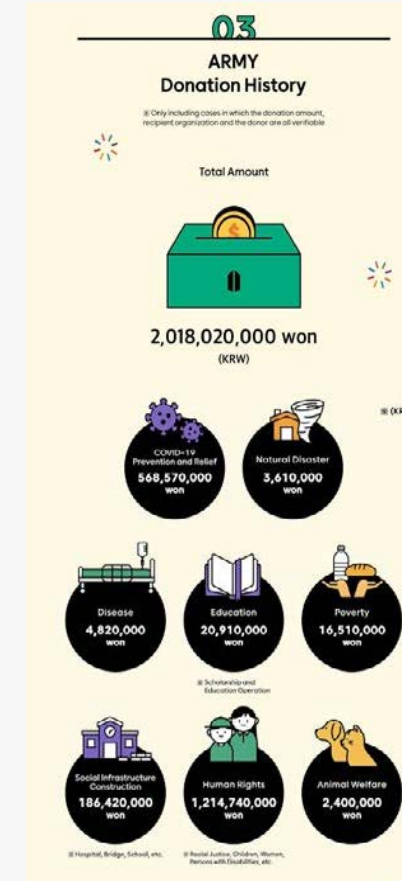 03
ARMY
Donation History
※ Only including cases in which the donation amount,
recipient organization and the donor are all verifiable
Total Amount
$
2,018,020,000 won
(KRW)
※ (KR
COVID-19
Prevention and Relief
568,570,000
won
Natural Disaster
3,610,000
won
Disease
4,820,000
won
Education
20,910,000
won
Poverty
16,510,000
won
※ Scholarship and
Education Operation
Social Infrastructure
Construction
186,420,000
won
Human Rights
1,214,740,000
won
Animal Welfare
2,400,000
won
※ Hospital, Bridge, School, etc.
※ Racial Justice, Children, Women,
Persons with Disabilities, etc.